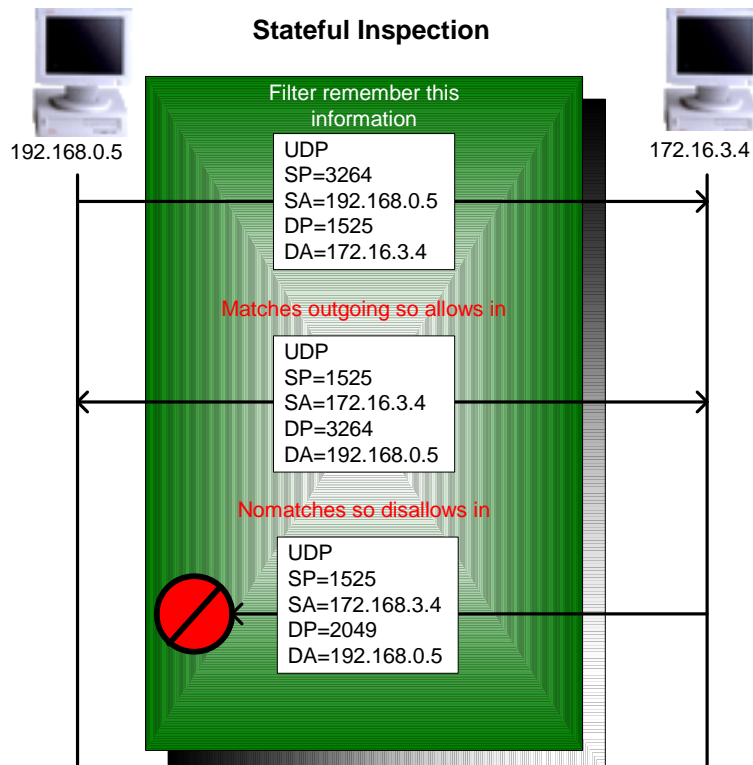 Stateful Inspection
192.168.0.5
172.16.3.4
Filter remember this
information
UDP
SP=3264
SA=192.168.0.5
DP=1525
DA=172.16.3.4
Matches outgoing so allows in
UDP
SP=1525
SA=172.16.3.4
DP=3264
DA=192.168.0.5
Nomatches so disallows in
UDP
SP=1525
SA=172.168.3.4
DP=2049
DA=192.168.0.5